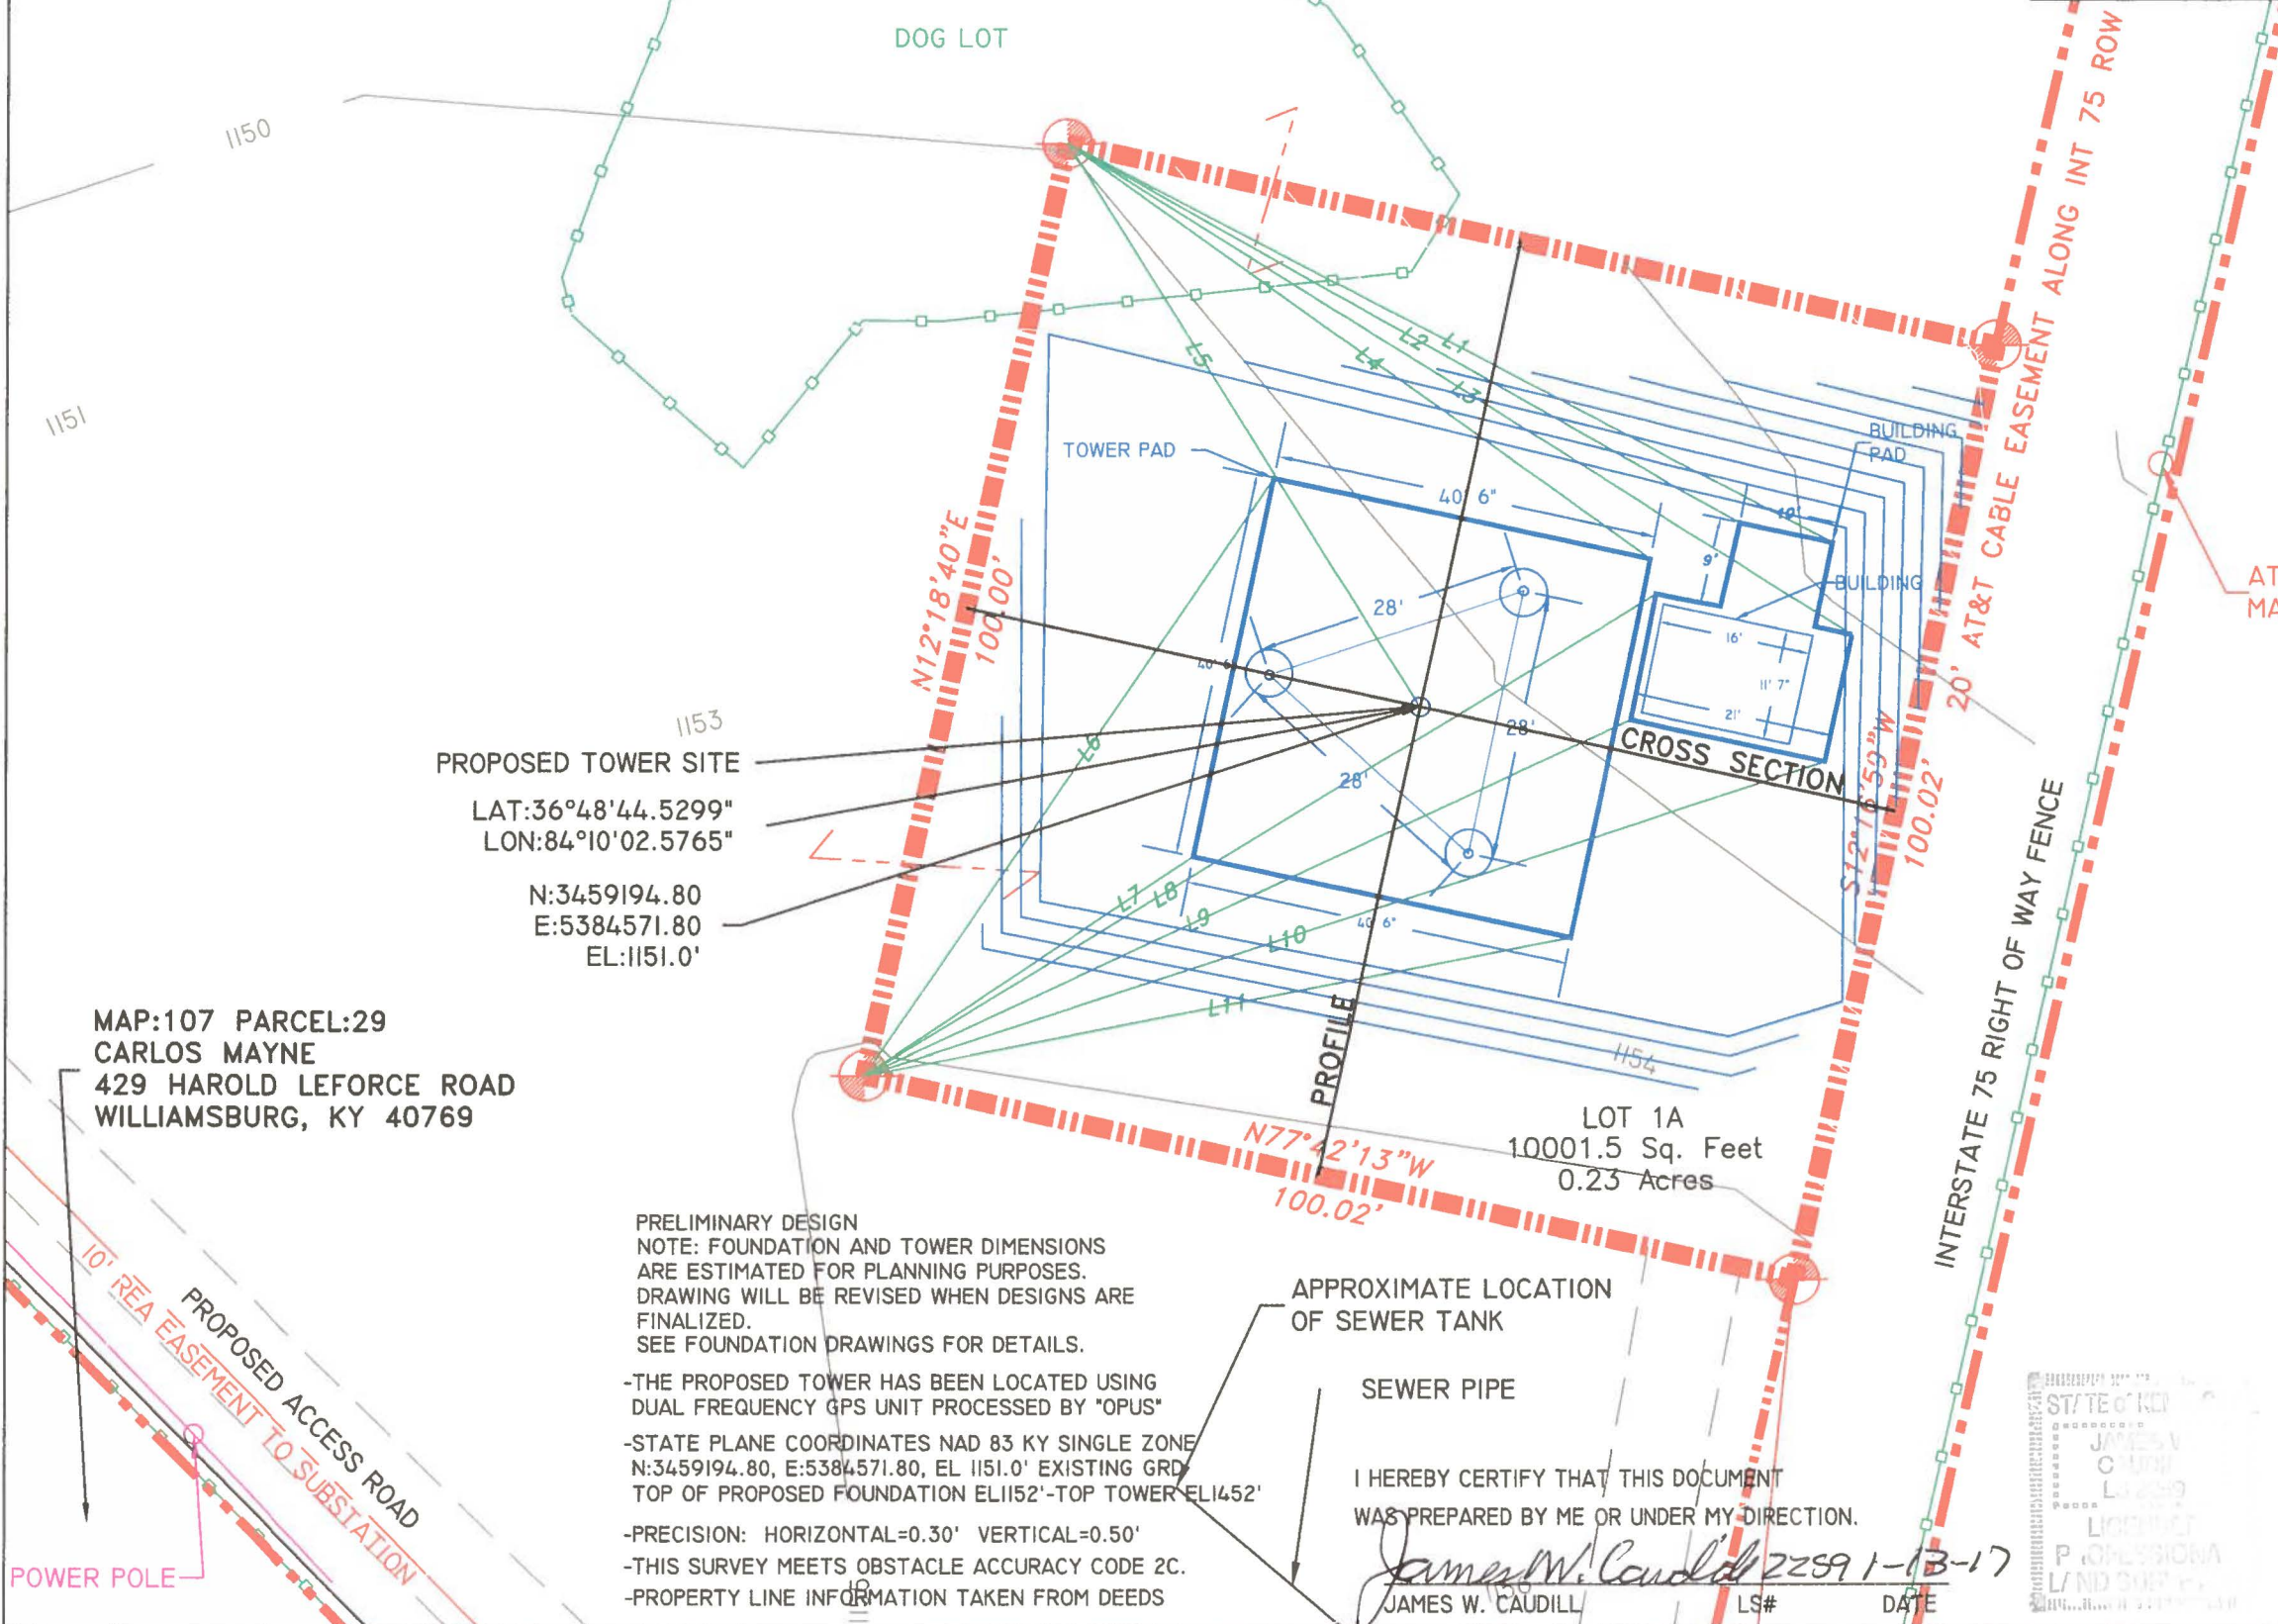 DOG LOT
1150
1151
1153
20' AT&T CABLE EASEMENT ALONG INT 75 ROW
L1
L2
L3
L4
L5
TOWER PAD
BUILDING
PAD
40' 6"
10'
9'
BUILDING
16'
11' 7"
21'
28'
28'
28'
40' 6"
40' 6"
N12°18'40"E
100.00'
CROSS SECTION
S12°16'59"W
100.02'
AT
MA
PROPOSED TOWER SITE
LAT:36°48'44.5299"
LON:84°10'02.5765"
N:3459194.80
E:5384571.80
EL:1151.0'
L6
L7
L8
L9
L10
L11
PROFILE
1154
INTERSTATE 75 RIGHT OF WAY FENCE
MAP:107 PARCEL:29
CARLOS MAYNE
429 HAROLD LEFORCE ROAD
WILLIAMSBURG, KY 40769
LOT 1A
10001.5 Sq. Feet
0.23 Acres
N77°42'13"W
100.02'
PROPOSED ACCESS ROAD
10' REA EASEMENT TO SUBSTATION
POWER POLE
PRELIMINARY DESIGN
NOTE: FOUNDATION AND TOWER DIMENSIONS
ARE ESTIMATED FOR PLANNING PURPOSES.
DRAWING WILL BE REVISED WHEN DESIGNS ARE
FINALIZED.
SEE FOUNDATION DRAWINGS FOR DETAILS.
-THE PROPOSED TOWER HAS BEEN LOCATED USING
DUAL FREQUENCY GPS UNIT PROCESSED BY "OPUS"
-STATE PLANE COORDINATES NAD 83 KY SINGLE ZONE
N:3459194.80, E:5384571.80, EL 1151.0' EXISTING GRD
TOP OF PROPOSED FOUNDATION EL1152'-TOP TOWER EL1452'
-PRECISION: HORIZONTAL=0.30' VERTICAL=0.50'
-THIS SURVEY MEETS OBSTACLE ACCURACY CODE 2C.
-PROPERTY LINE INFORMATION TAKEN FROM DEEDS
APPROXIMATE LOCATION
OF SEWER TANK
SEWER PIPE
I HEREBY CERTIFY THAT THIS DOCUMENT
WAS PREPARED BY ME OR UNDER MY DIRECTION.
James W. Caudill 2259 1-13-17
JAMES W. CAUDILL LS# DATE